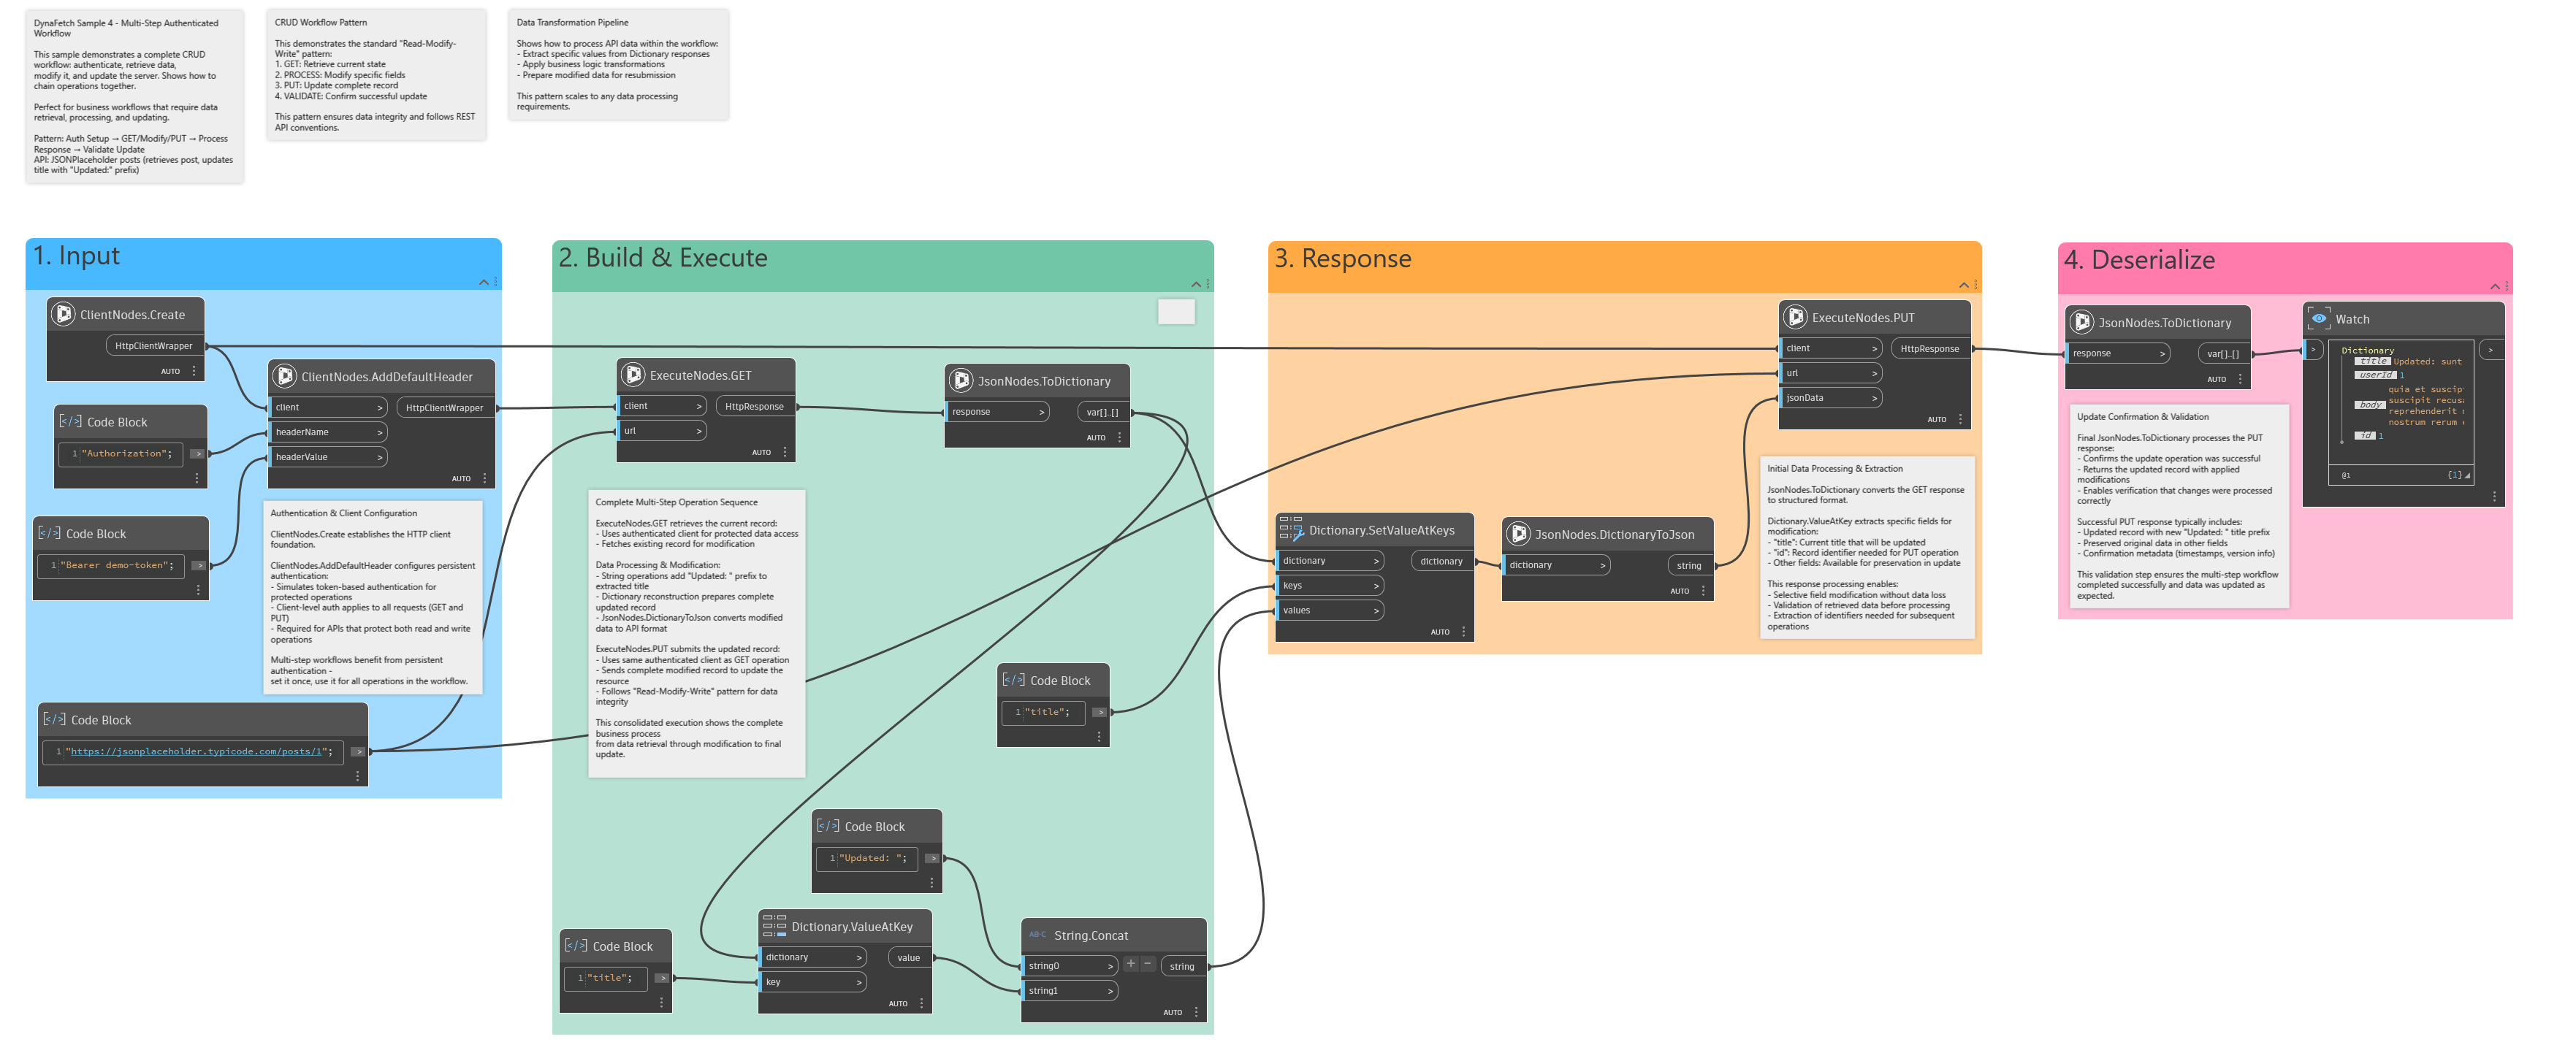 DynaFetch Sample 4 - Multi-Step Authenticated
Workflow
This sample demonstrates a complete CRUD
workflow: authenticate, retrieve data,
modify it, and update the server. Shows how to
chain operations together.
Perfect for business workflows that require data
retrieval, processing, and updating.
Pattern: Auth Setup → GET/Modify/PUT → Process
Response → Validate Update
API: JSONPlaceholder posts (retrieves post, updates
title with "Updated:" prefix)
CRUD Workflow Pattern
This demonstrates the standard "Read-Modify-
Write" pattern:
1. GET: Retrieve current state
2. PROCESS: Modify specific fields
3. PUT: Update complete record
4. VALIDATE: Confirm successful update
This pattern ensures data integrity and follows REST
API conventions.
Data Transformation Pipeline
Shows how to process API data within the workflow:
- Extract specific values from Dictionary responses
- Apply business logic transformations
- Prepare modified data for resubmission
This pattern scales to any data processing
requirements.
1. Input
ClientNodes.Create
HttpClientWrapper
AUTO
ClientNodes.AddDefaultHeader
client >
HttpClientWrapper
headerName >
headerValue >
AUTO
Code Block
1 "Authorization"; >
Code Block
1 "Bearer demo-token"; >
Authentication & Client Configuration
ClientNodes.Create establishes the HTTP client
foundation.
ClientNodes.AddDefaultHeader configures persistent
authentication:
- Simulates token-based authentication for
protected operations
- Client-level auth applies to all requests (GET and
PUT)
- Required for APIs that protect both read and write
operations
Multi-step workflows benefit from persistent
authentication -
set it once, use it for all operations in the workflow.
Code Block
1 "https://jsonplaceholder.typicode.com/posts/1"; >
2. Build & Execute
ExecuteNodes.GET
client >
HttpResponse
url >
AUTO
JsonNodes.ToDictionary
response >
var[]..[]
AUTO
Complete Multi-Step Operation Sequence
ExecuteNodes.GET retrieves the current record:
- Uses authenticated client for protected data access
- Fetches existing record for modification
Data Processing & Modification:
- String operations add "Updated: " prefix to
extracted title
- Dictionary reconstruction prepares complete
updated record
- JsonNodes.DictionaryToJson converts modified
data to API format
ExecuteNodes.PUT submits the updated record:
- Uses same authenticated client as GET operation
- Sends complete modified record to update the
resource
- Follows "Read-Modify-Write" pattern for data
integrity
This consolidated execution shows the complete
business process
from data retrieval through modification to final
update.
Code Block
1 "title"; >
Code Block
1 "Updated: "; >
Code Block
1 "title"; >
Dictionary.ValueAtKey
dictionary >
value
key >
AUTO
AB-C String.Concat
string0 >
+ -
string
string1 >
AUTO
3. Response
ExecuteNodes.PUT
client >
HttpResponse
url >
jsonData >
AUTO
Dictionary.SetValueAtKeys
dictionary >
dictionary
keys >
values >
AUTO
JsonNodes.DictionaryToJson
dictionary >
string
AUTO
Initial Data Processing & Extraction
JsonNodes.ToDictionary converts the GET response
to structured format.
Dictionary.ValueAtKey extracts specific fields for
modification:
- "title": Current title that will be updated
- "id": Record identifier needed for PUT operation
- Other fields: Available for preservation in update
This response processing enables:
- Selective field modification without data loss
- Validation of retrieved data before processing
- Extraction of identifiers needed for subsequent
operations
4. Deserialize
JsonNodes.ToDictionary
response >
var[]..[]
AUTO
Watch
>
>
Dictionary
title Updated: sunt
userId 1
quia et suscip
body suscipit recus
reprehenderit
nostrum rerum
id 1
@1
{1}
Update Confirmation & Validation
Final JsonNodes.ToDictionary processes the PUT
response:
- Confirms the update operation was successful
- Returns the updated record with applied
modifications
- Enables verification that changes were processed
correctly
Successful PUT response typically includes:
- Updated record with new "Updated: " title prefix
- Preserved original data in other fields
- Confirmation metadata (timestamps, version info)
This validation step ensures the multi-step workflow
completed successfully and data was updated as
expected.